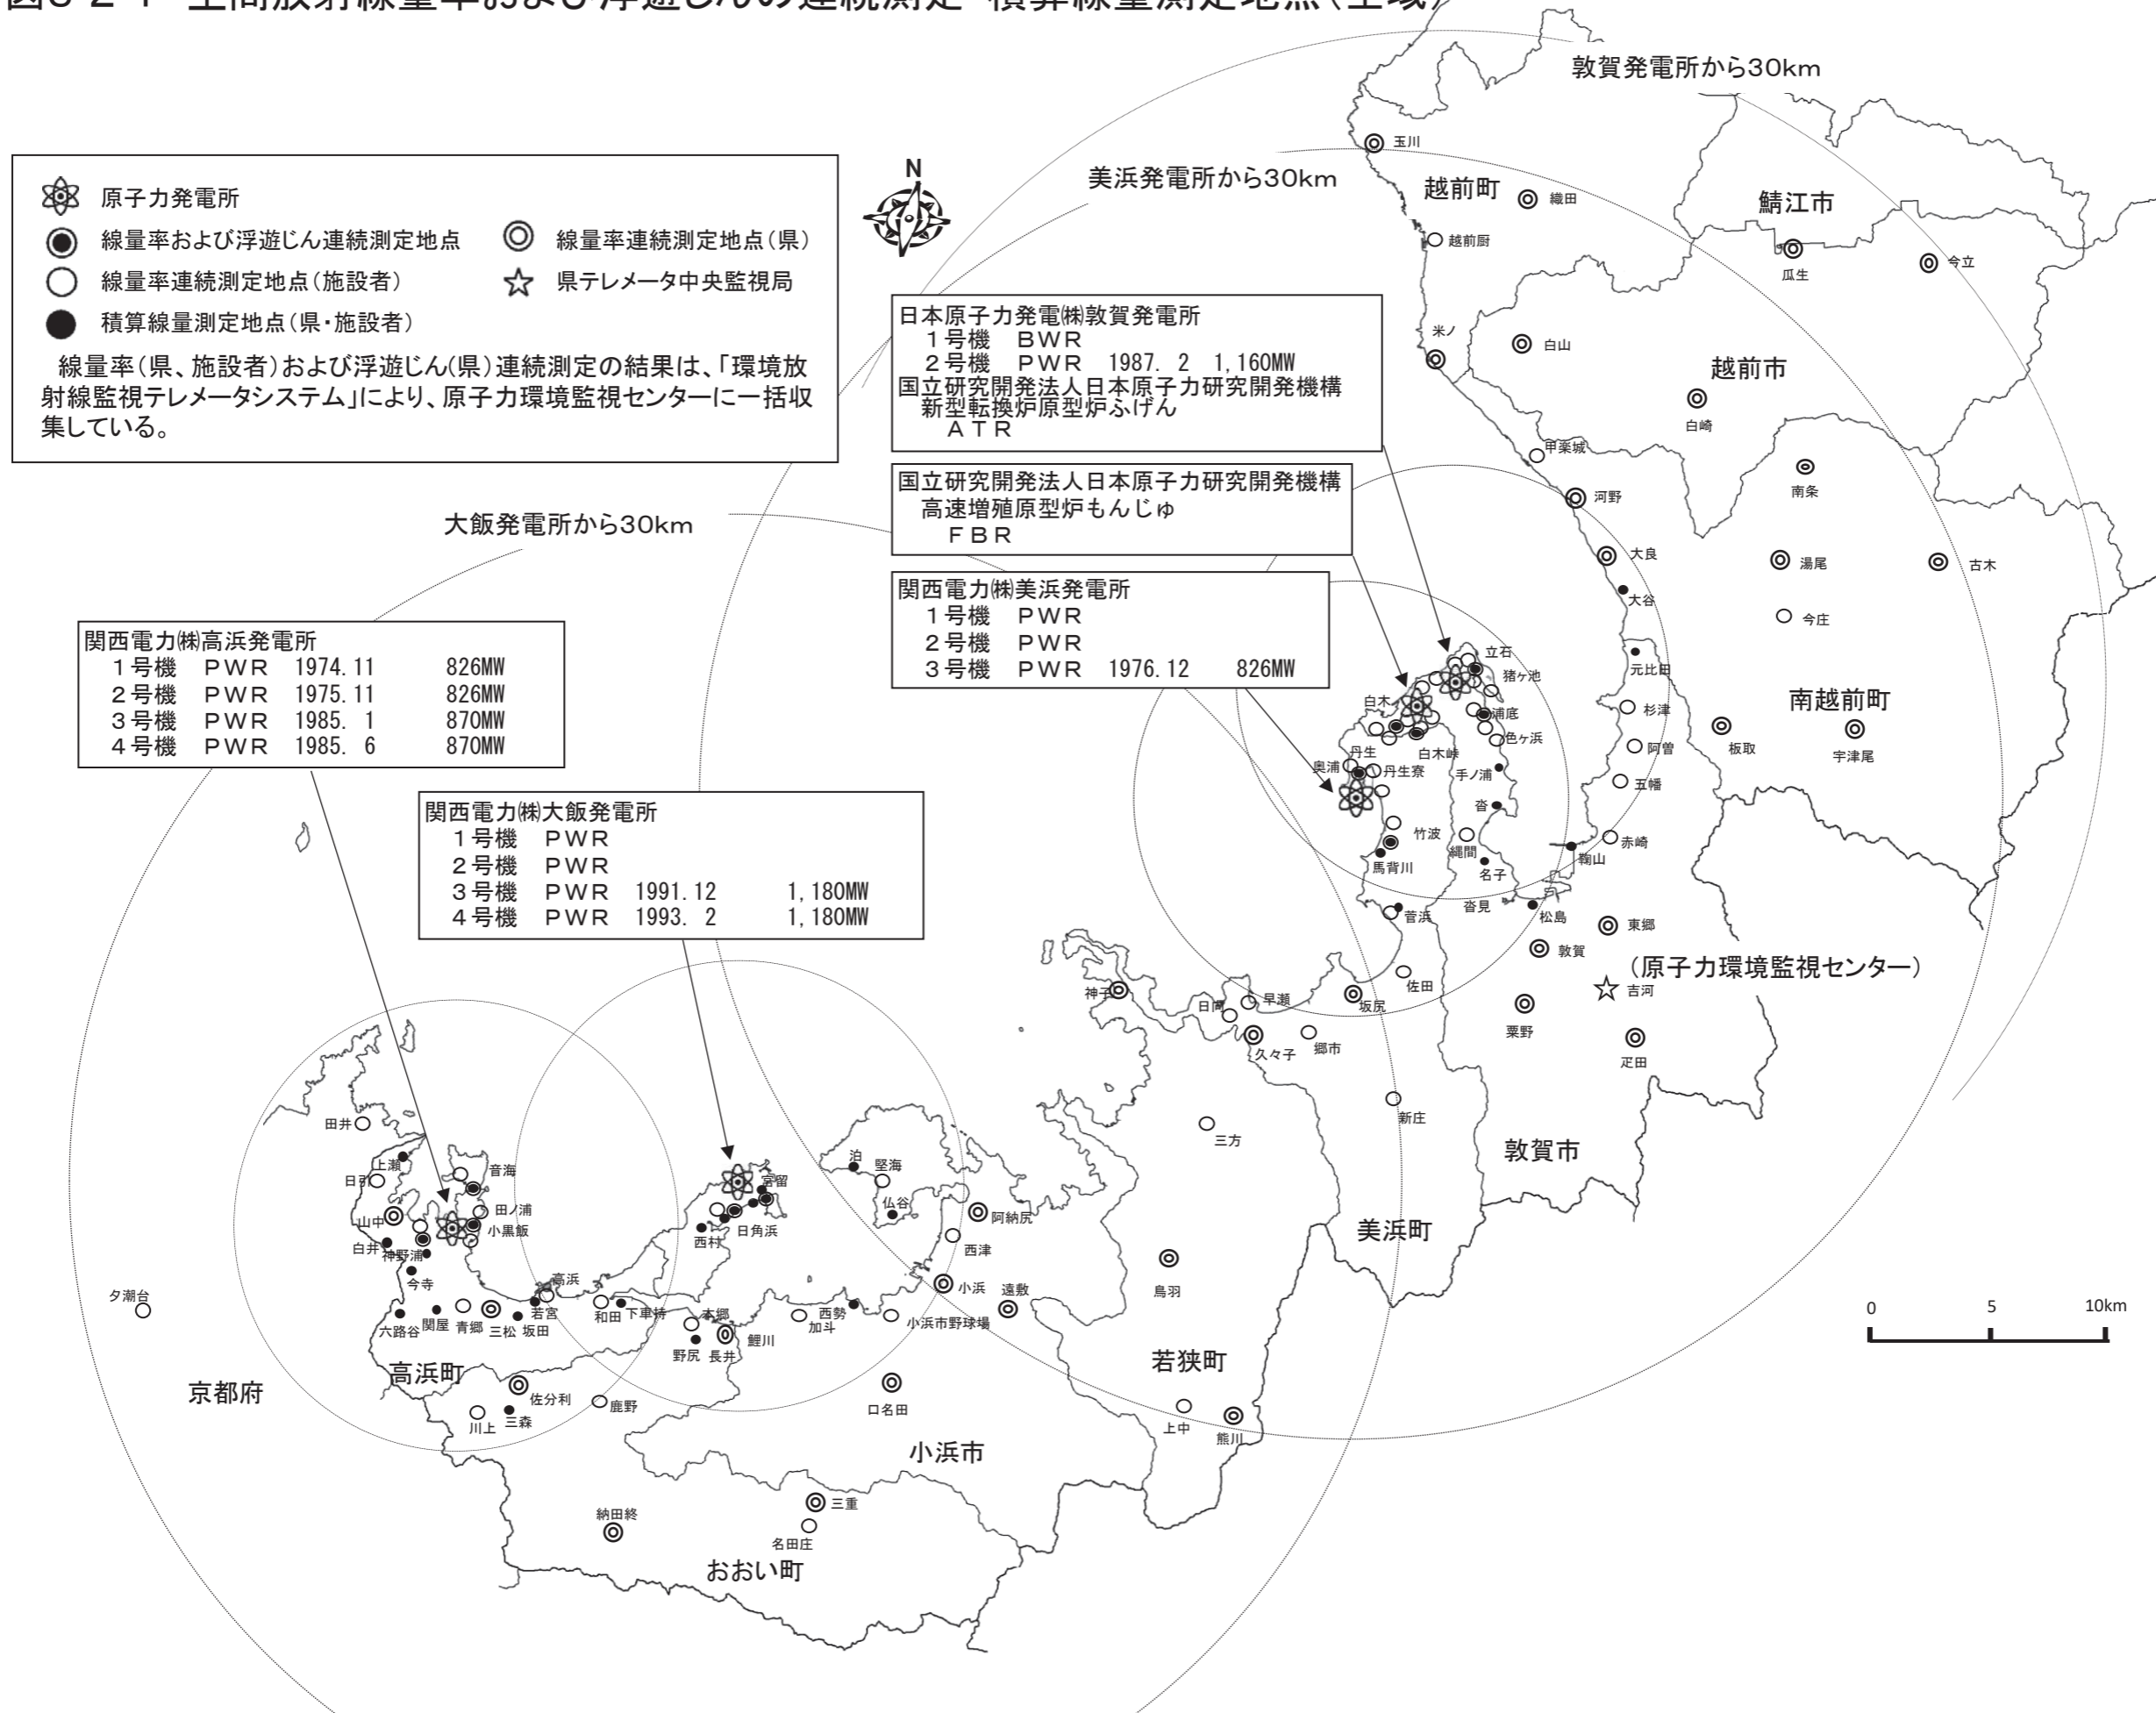 敦賀発電所から30km
美浜発電所から30km
大飯発電所から30km
N
原子力発電所
線量率および浮遊じん連続測定地点
線量率連続測定地点(県)
線量率連続測定地点(施設者)
県テレメータ中央監視局
積算線量測定地点(県・施設者)
線量率(県、施設者)および浮遊じん(県)連続測定の結果は、「環境放
射線監視テレメータシステム」により、原子力環境監視センターに一括収
集している。
日本原子力発電㈱敦賀発電所
1号機 BWR
2号機 PWR 1987. 2 1,160MW
国立研究開発法人日本原子力研究開発機構
新型転換炉原型炉ふげん
ATR
国立研究開発法人日本原子力研究開発機構
高速増殖原型炉もんじゅ
FBR
関西電力㈱美浜発電所
1号機 PWR
2号機 PWR
3号機 PWR 1976.12 826MW
関西電力㈱高浜発電所
1号機 PWR 1974.11 826MW
2号機 PWR 1975.11 826MW
3号機 PWR 1985. 1 870MW
4号機 PWR 1985. 6 870MW
関西電力㈱大飯発電所
1号機 PWR
2号機 PWR
3号機 PWR 1991.12 1,180MW
4号機 PWR 1993. 2 1,180MW
玉川
越前町
織田
鯖江市
越前厨
瓜生
今立
米ノ
白山
越前市
白崎
甲楽城
南条
河野
大良
湯尾
古木
大谷
今庄
立石
元比田
猪ヶ池
白木
浦底
杉津
南越前町
色ヶ浜
阿曽
板取
宇津尾
丹生
白木峠
奥浦
丹生寮
手ノ浦
五幡
沓
竹波
縄間
赤崎
鞠山
馬背川
名子
菅浜
沓見
松島
東郷
敦賀
(原子力環境監視センター)
吉河
佐田
神子
早瀬
日向
坂尻
粟野
久々子
郷市
疋田
新庄
三方
敦賀市
美浜町
田井
上瀬
日引
音海
山中
田ノ浦
小黒飯
白井
神野浦
今寺
泊
堅海
仏谷
宮留
日角浜
西村
阿納尻
西津
夕潮台
高浜
若宮
和田
下車持
六路谷
関屋
青郷
三松
坂田
本郷
野尻
長井
鯉川
西勢
加斗
小浜
遠敷
小浜市野球場
鳥羽
高浜町
京都府
佐分利
川上
三森
鹿野
口名田
若狭町
上中
熊川
小浜市
納田終
三重
名田庄
おおい町
0 5 10km